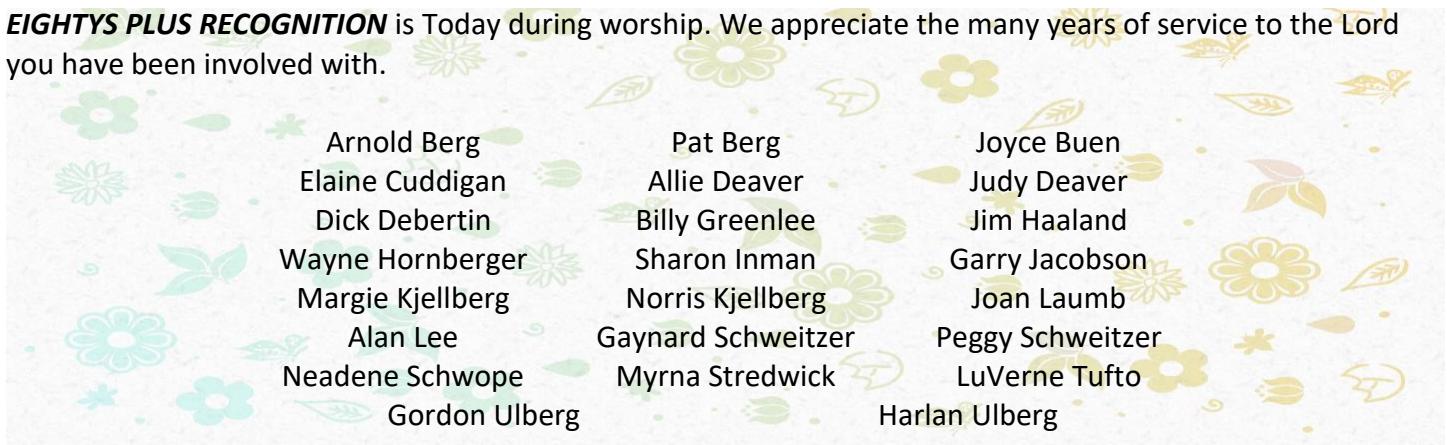 EIGHTYS PLUS RECOGNITION is Today during worship. We appreciate the many years of service to the Lord
you have been involved with.
Arnold Berg Pat Berg Joyce Buen
Elaine Cuddigan Allie Deaver Judy Deaver
Dick Debertin Billy Greenlee Jim Haaland
Wayne Hornberger Sharon Inman Garry Jacobson
Margie Kjellberg Norris Kjellberg Joan Laumb
Alan Lee Gaynard Schweitzer Peggy Schweitzer
Neadene Schwope Myrna Stredwick LuVerne Tufto
Gordon Ulberg Harlan Ulberg